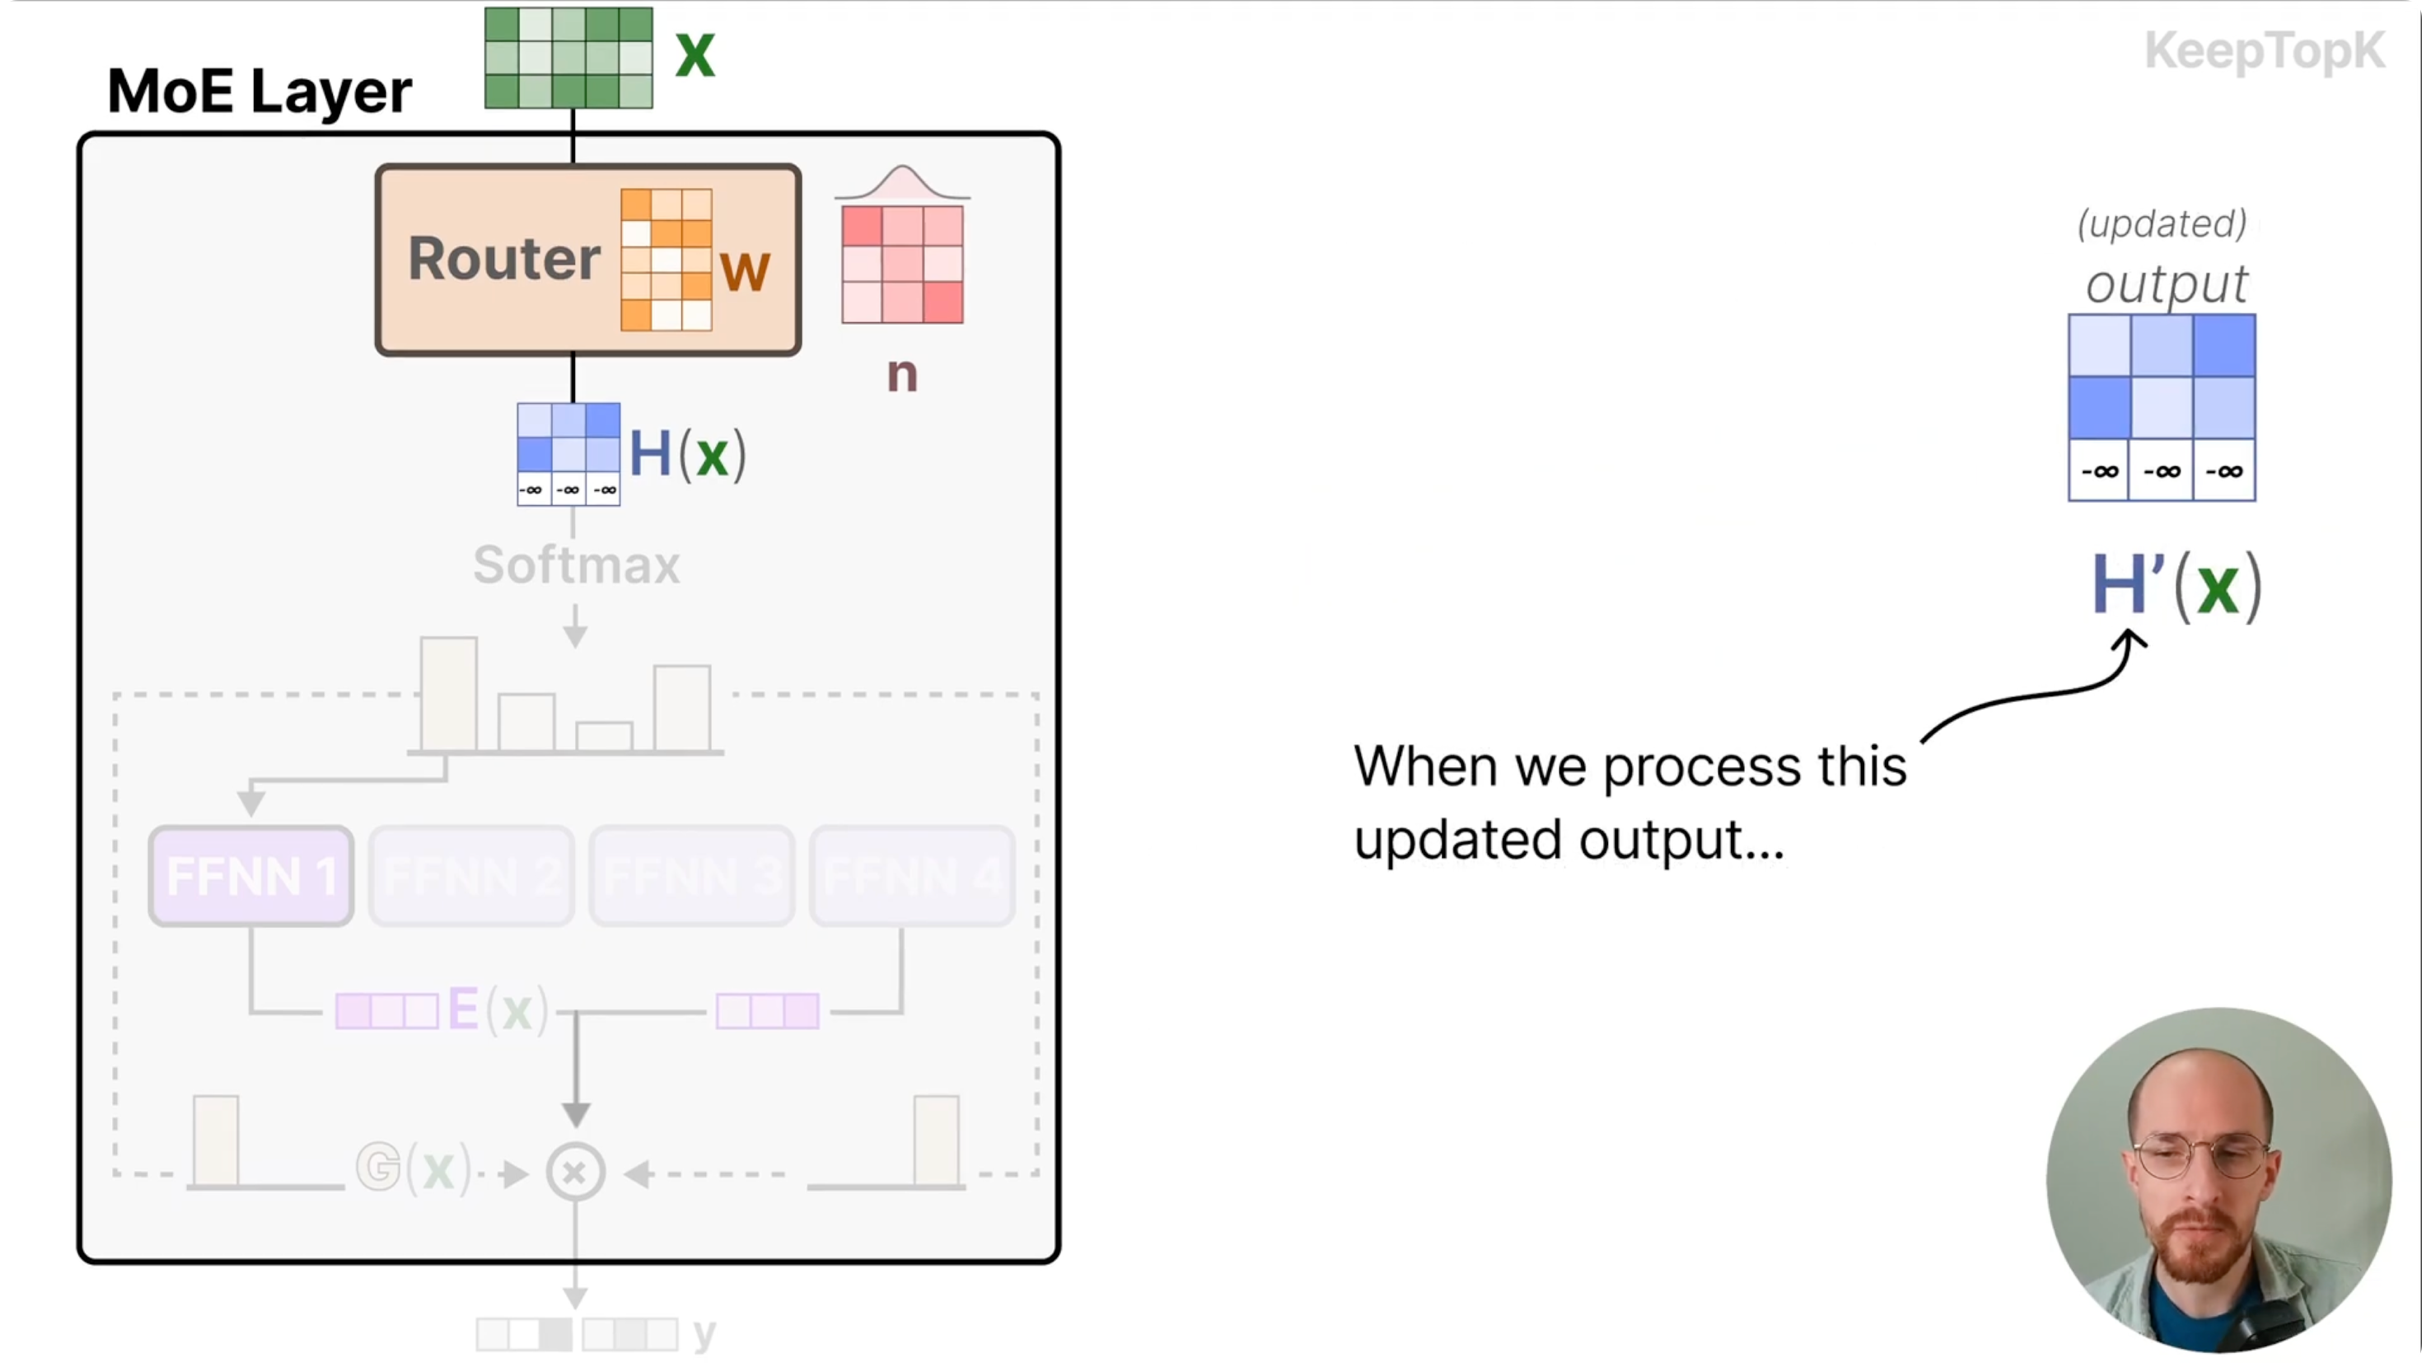 X
KeepTopK
MoE Layer
Router
W
n
(updated)
output
-∞ -∞ -∞
H'(x)
H(x)
-∞ -∞ -∞
Softmax
When we process this
updated output...
FFNN 1 FFNN 2 FFNN 3 FFNN 4
E(x)
G(x)
×
y